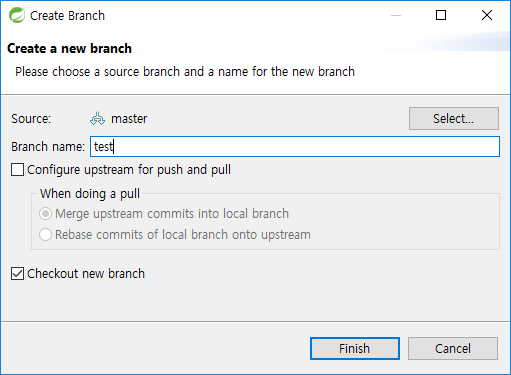 Create Branch
Create a new branch
Please choose a source branch and a name for the new branch
Source: master Select...
Branch name: test
Configure upstream for push and pull
When doing a pull
Merge upstream commits into local branch
Rebase commits of local branch onto upstream
Checkout new branch
Finish Cancel